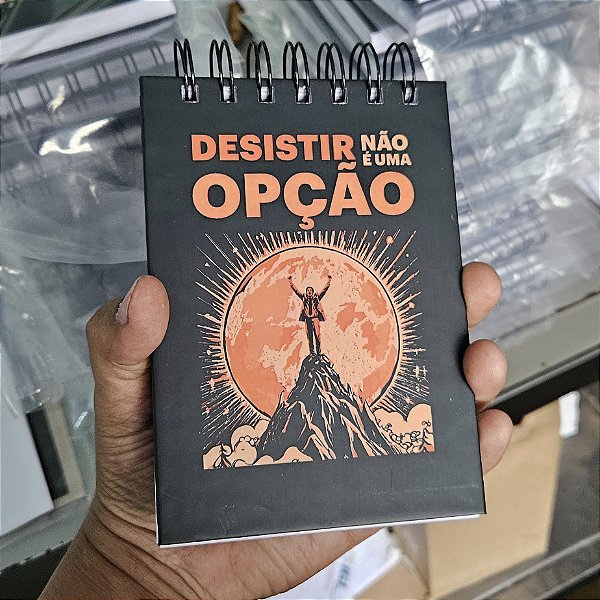 DESISTIR NÃO
É UMA
OPÇÃO